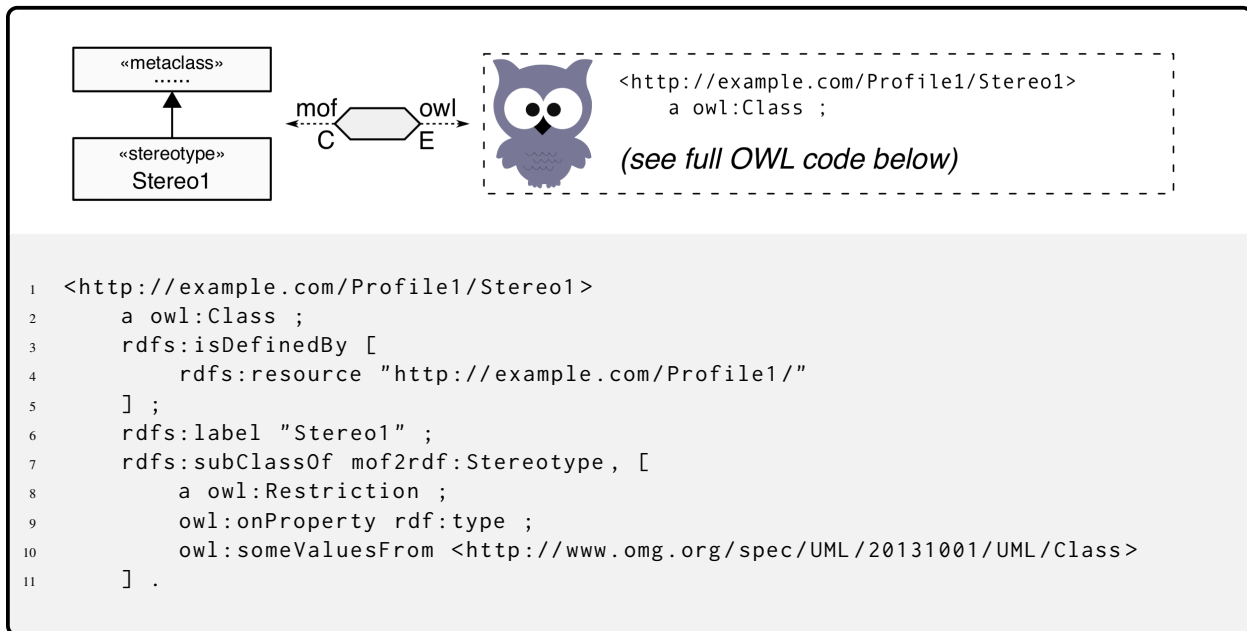 «metaclass»
......
«stereotype»
Stereo1
mof
C
owl
E
<http://example.com/Profile1/Stereo1>
    a owl:Class ;
(see full OWL code below)
1 <http://example.com/Profile1/Stereo1>
2     a owl:Class ;
3     rdfs:isDefinedBy [
4         rdfs:resource "http://example.com/Profile1/"
5     ] ;
6     rdfs:label "Stereo1" ;
7     rdfs:subClassOf mof2rdf:Stereotype, [
8         a owl:Restriction ;
9         owl:onProperty rdf:type ;
10         owl:someValuesFrom <http://www.omg.org/spec/UML/20131001/UML/Class>
11     ] .